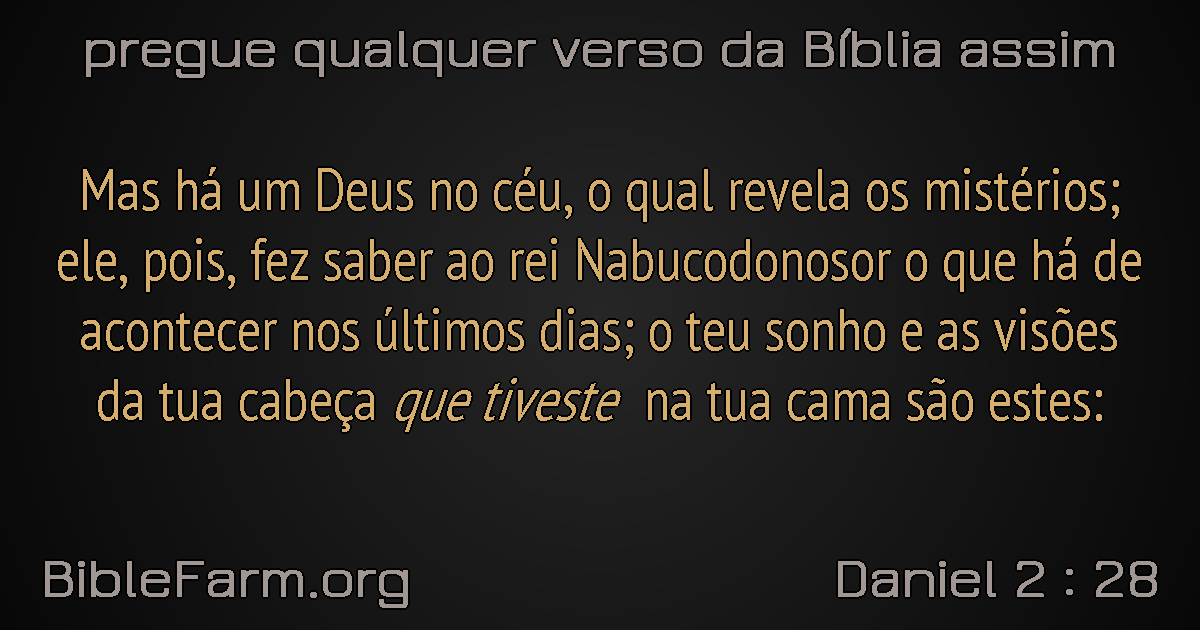 pregue qualquer verso da Bíblia assim
Mas há um Deus no céu, o qual revela os mistérios;
ele, pois, fez saber ao rei Nabucodonosor o que há de
acontecer nos últimos dias; o teu sonho e as visões
da tua cabeça que tiveste na tua cama são estes:
BibleFarm.org
Daniel 2 : 28